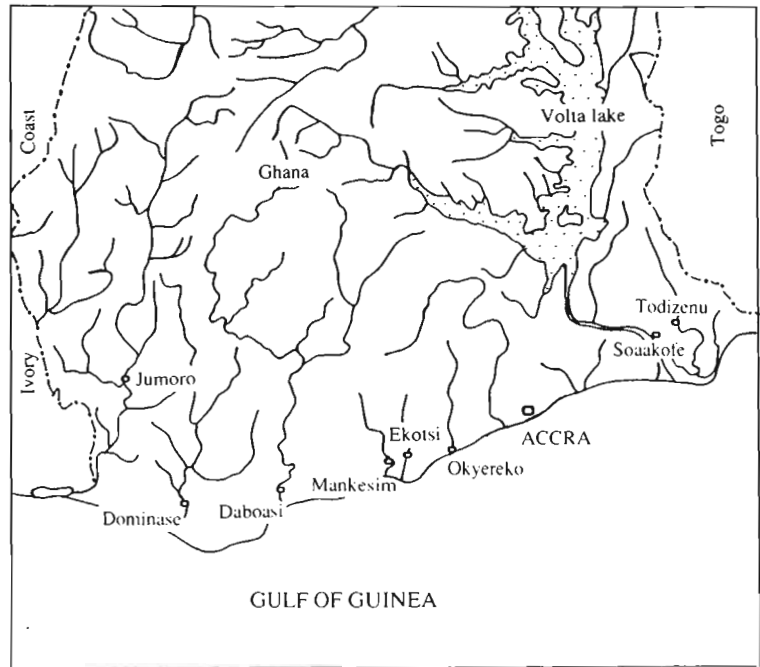 Volta lake
Coast
Togo
Ghana
Todizenu
Soaakofe
Ivory
Jumoro
Ekotsi
ACCRA
Okyereko
Mankesim
Daboasi
Dominase
GULF OF GUINEA